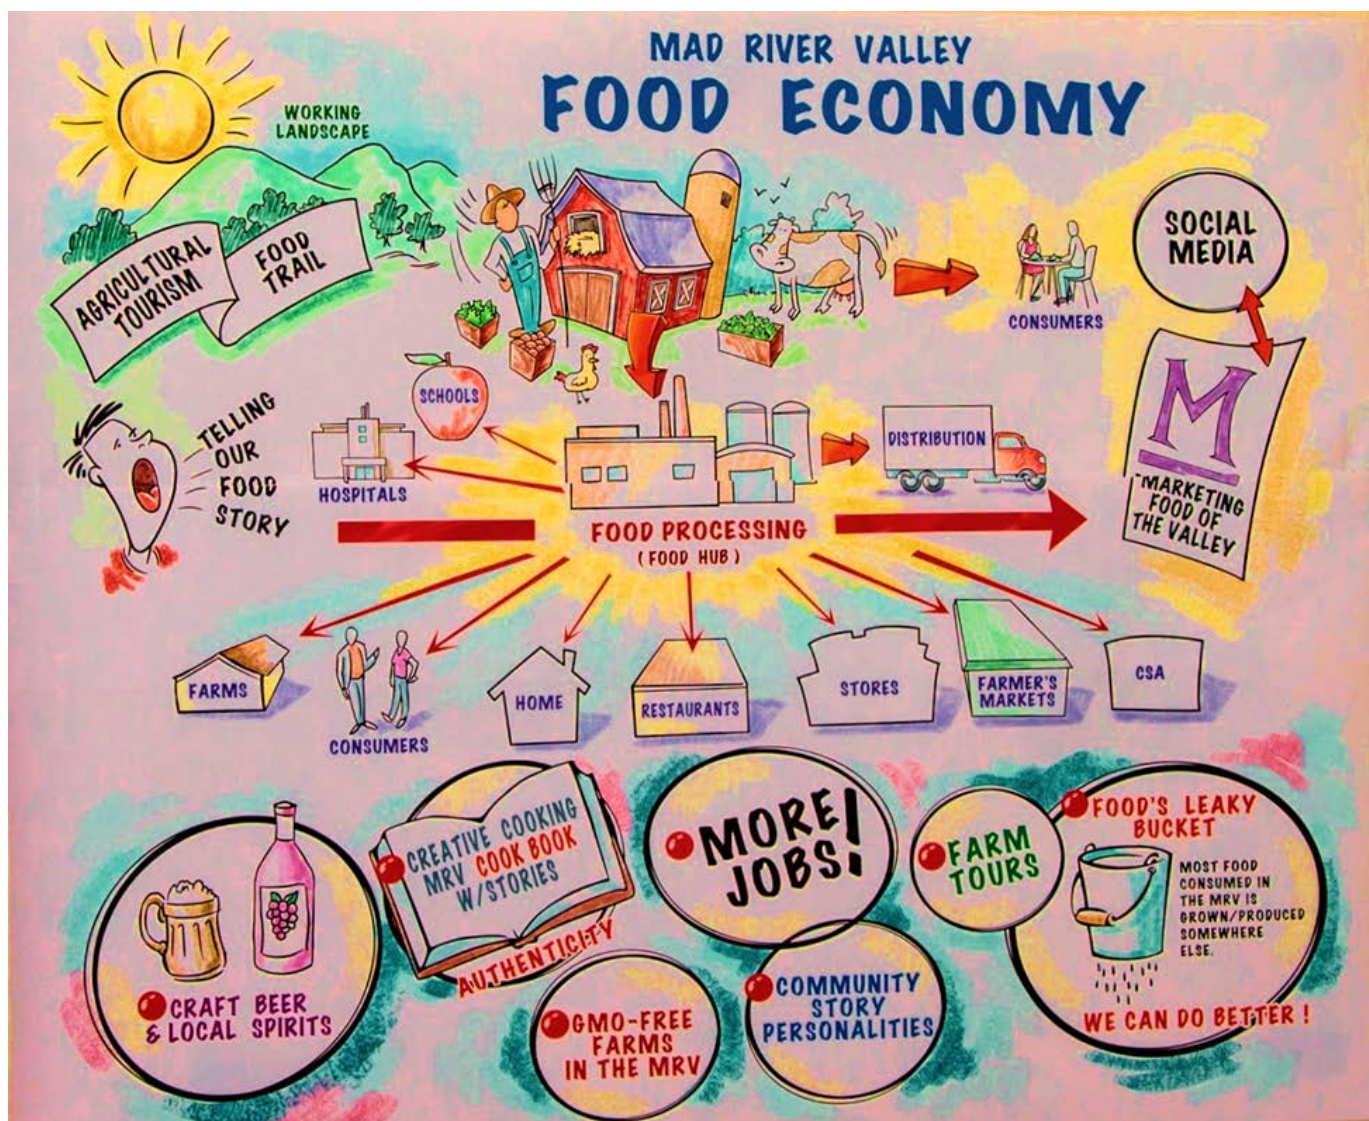 MAD RIVER VALLEY
FOOD ECONOMY
WORKING
LANDSCAPE
AGRICULTURAL
TOURISM
FOOD
TRAIL
SOCIAL
MEDIA
CONSUMERS
SCHOOLS
HOSPITALS
TELLING
OUR
FOOD
STORY
DISTRIBUTION
M
"MARKETING
FOOD OF
THE VALLEY
FOOD PROCESSING
(FOOD HUB)
FARMS
CONSUMERS
HOME
RESTAURANTS
STORES
FARMER'S
MARKETS
CSA
CRAFT BEER
& LOCAL SPIRITS
CREATIVE COOKING
MRV COOK BOOK
W/STORIES
AUTHENTICITY
MORE
JOBS!
GMO-FREE
FARMS
IN THE MRV
COMMUNITY
STORY
PERSONALITIES
FARM
TOURS
FOOD'S LEAKY
BUCKET
MOST FOOD
CONSUMED IN
THE MRV IS
GROWN/PRODUCED
SOMEWHERE
ELSE.
WE CAN DO BETTER!